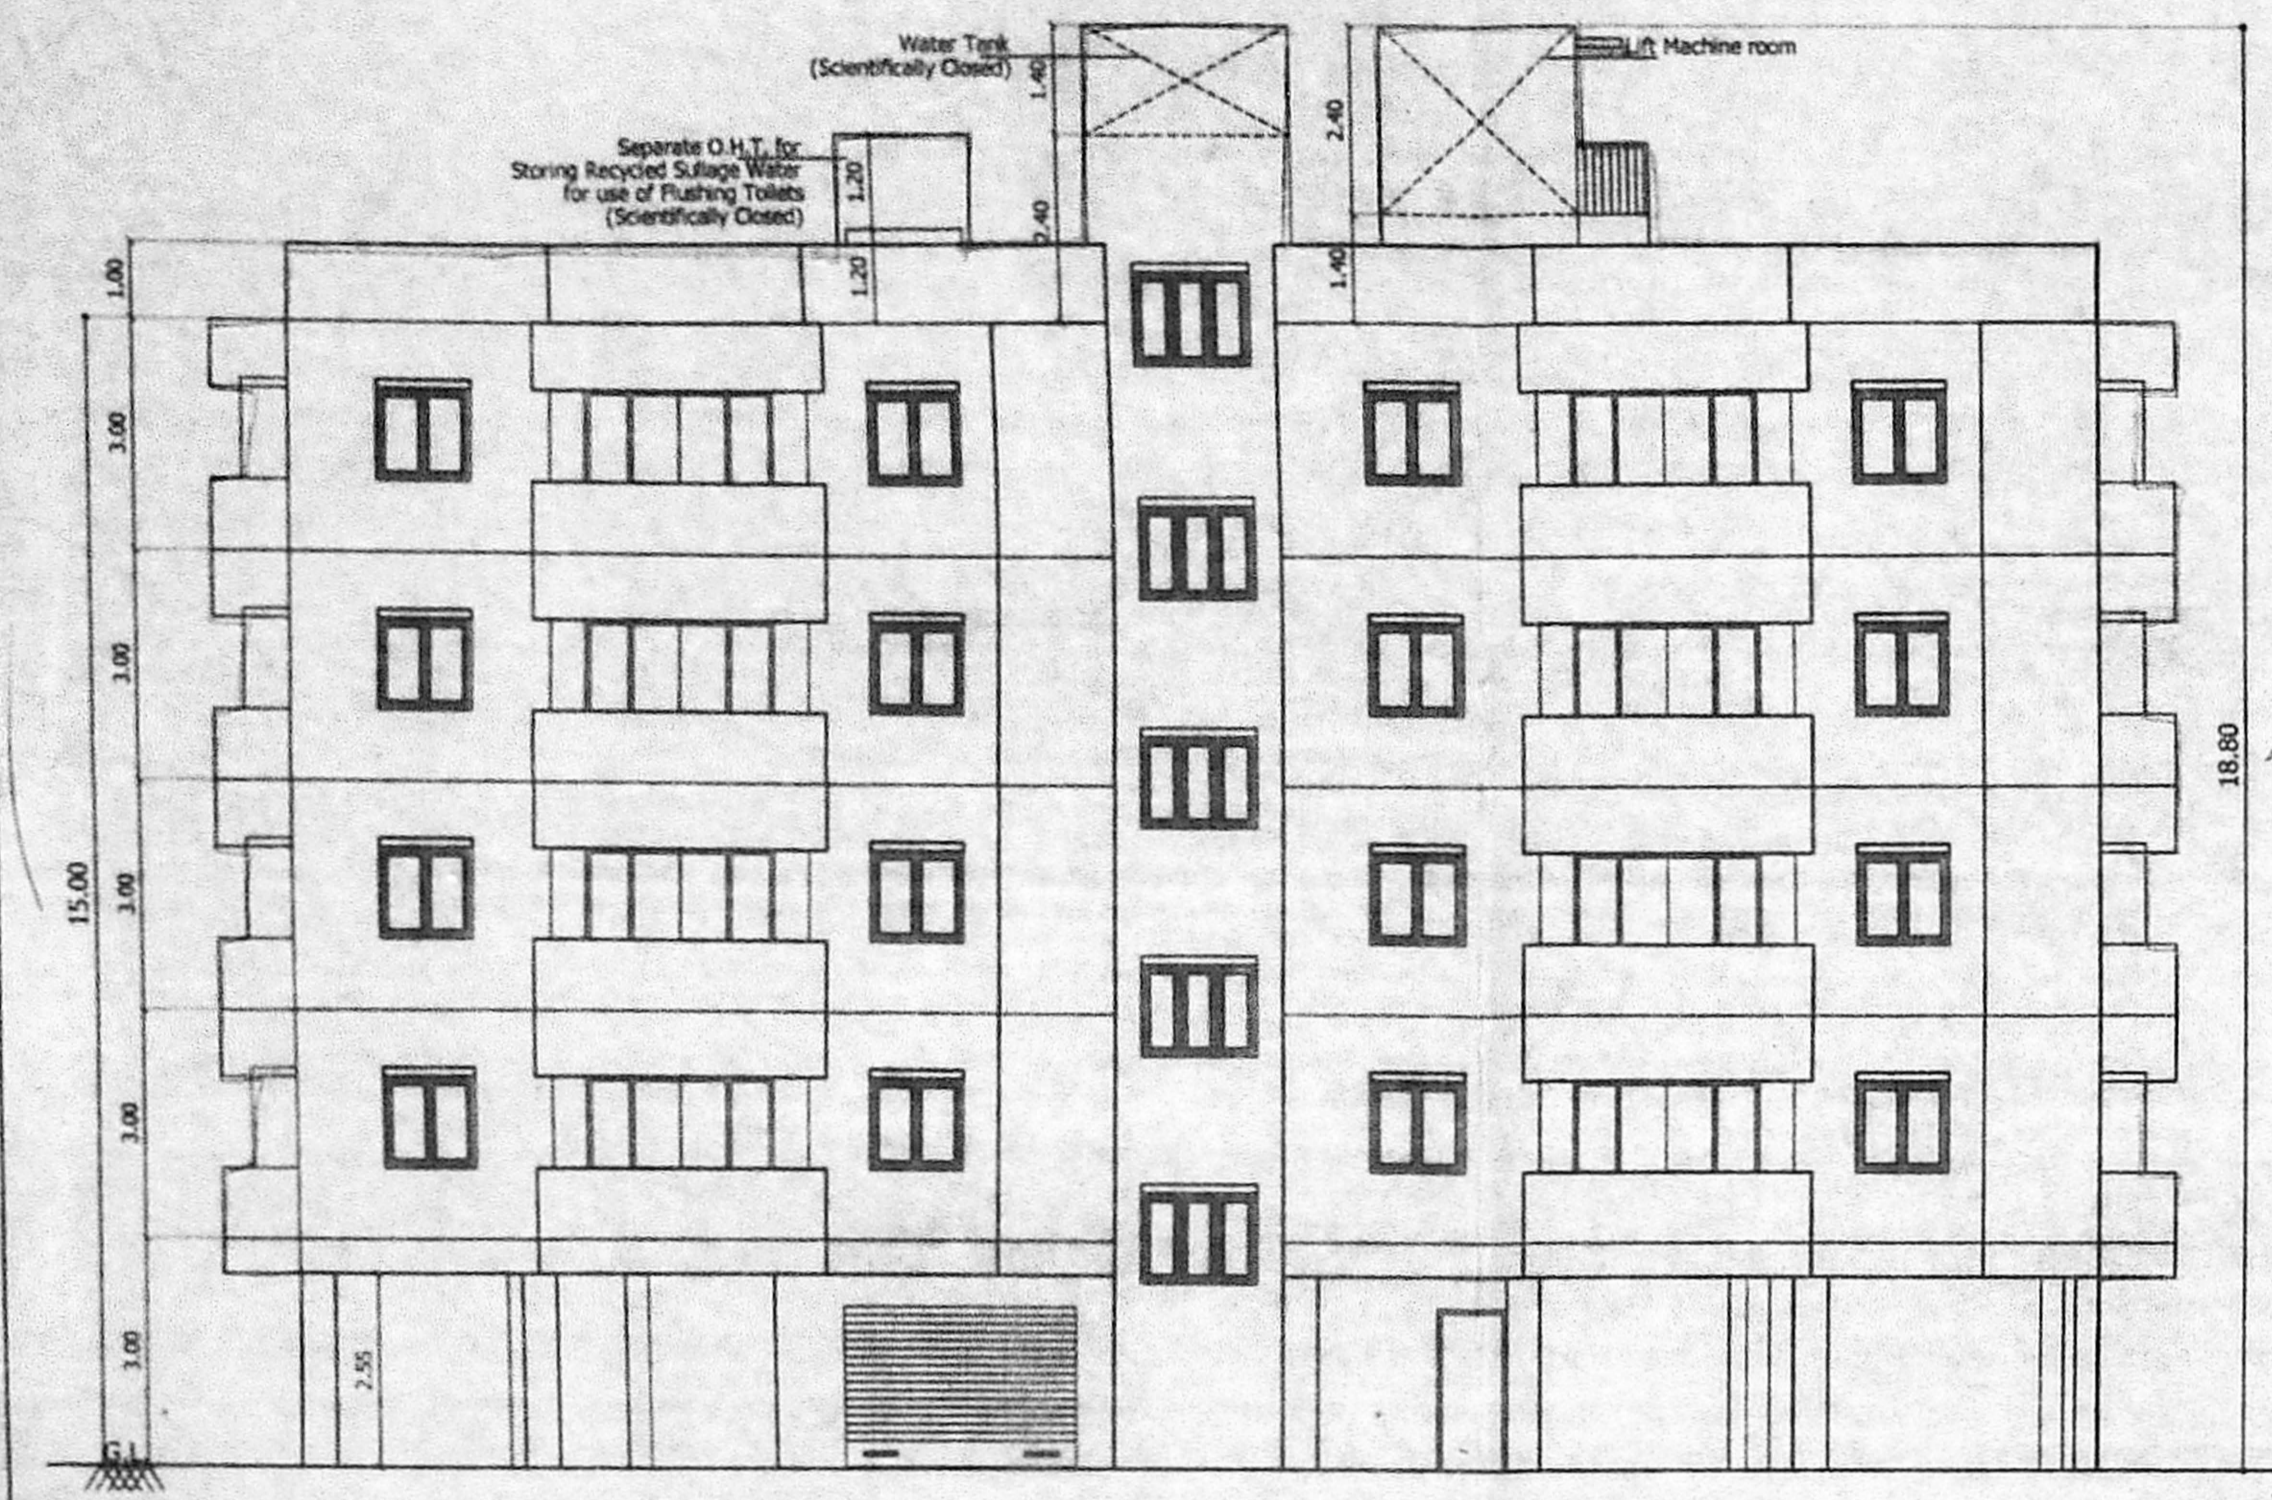 Water Tank
(Scientifically Closed)
1.40
Lift Machine room
2.40
Separate O.H.T. for
Storing Recycled Sullage Water
for use of Flushing Toilets
(Scientifically Closed)
1.20
1.20
1.40
1.00
3.00
3.00
3.00
3.00
3.00
15.00
18.80
2.55